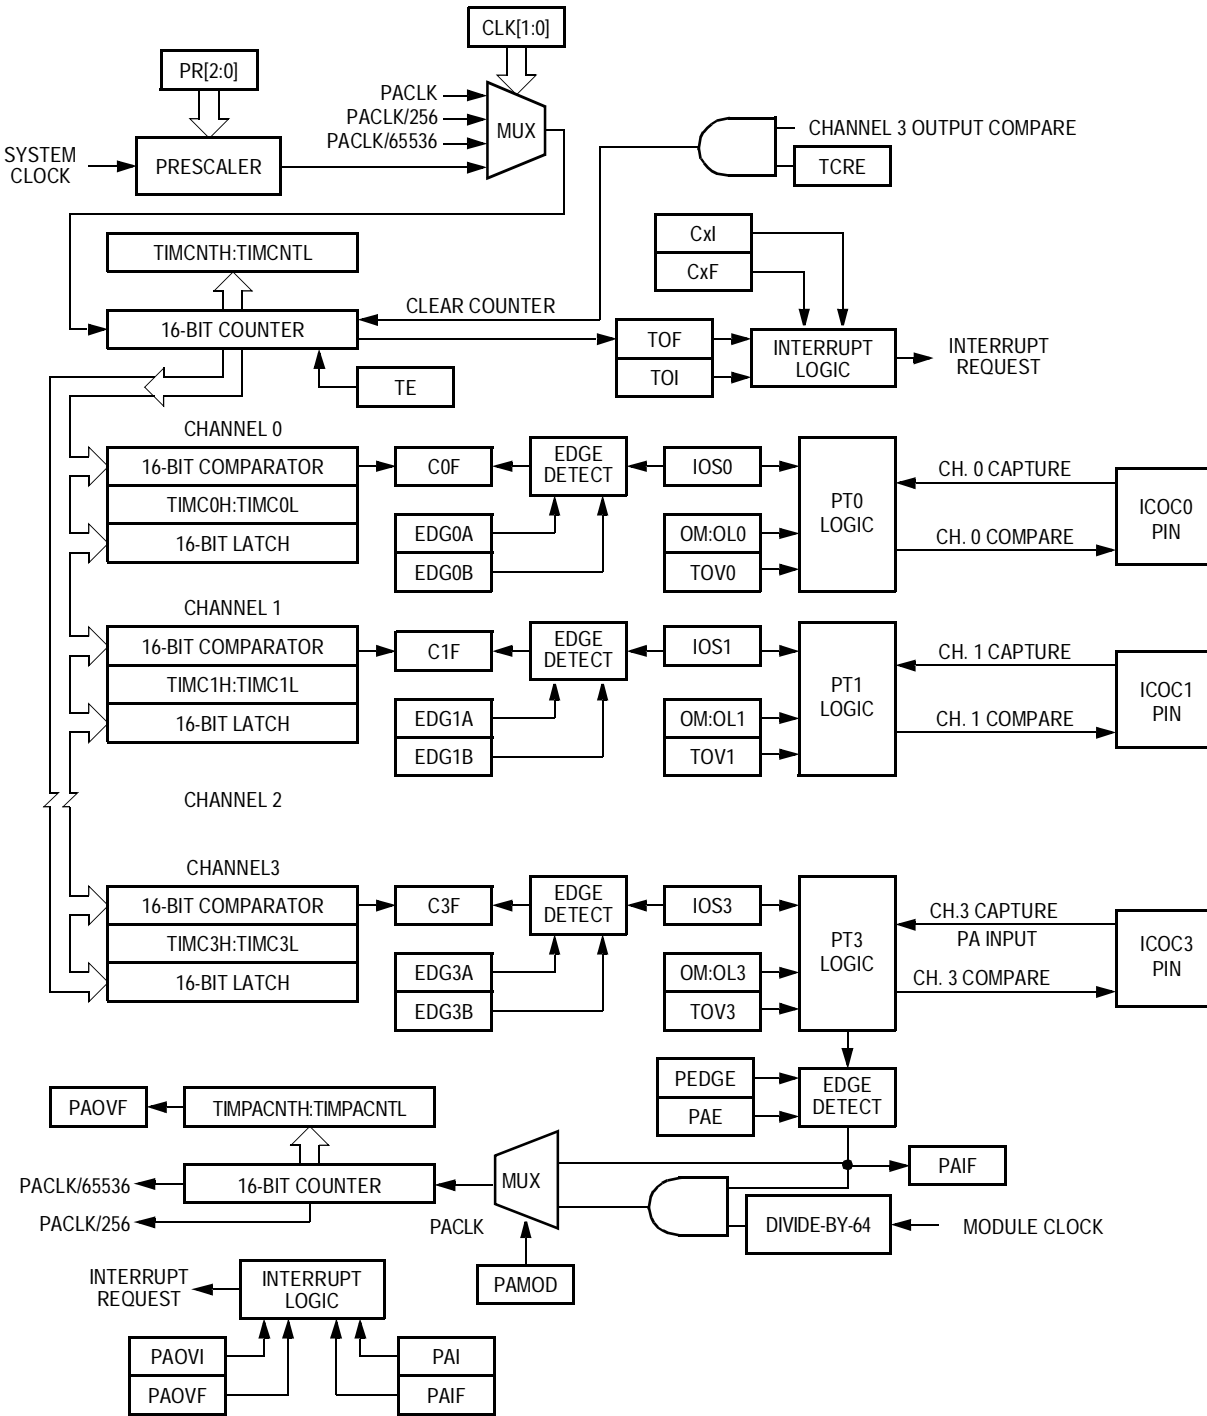 CLK[1:0]
PR[2:0]
PACLK
PACLK/256
PACLK/65536
MUX
SYSTEM
CLOCK
PRESCALER
CHANNEL 3 OUTPUT COMPARE
TCRE
TIMCNTH:TIMCNTL
CxI
CxF
CLEAR COUNTER
16-BIT COUNTER
TOF
TOI
INTERRUPT
LOGIC
INTERRUPT
REQUEST
TE
CHANNEL 0
16-BIT COMPARATOR
TIMC0H:TIMC0L
16-BIT LATCH
C0F
EDGE
DETECT
IOS0
EDG0A
EDG0B
OM:OL0
TOV0
PT0
LOGIC
CH. 0 CAPTURE
CH. 0 COMPARE
ICOC0
PIN
CHANNEL 1
16-BIT COMPARATOR
TIMC1H:TIMC1L
16-BIT LATCH
C1F
EDGE
DETECT
IOS1
EDG1A
EDG1B
OM:OL1
TOV1
PT1
LOGIC
CH. 1 CAPTURE
CH. 1 COMPARE
ICOC1
PIN
CHANNEL 2
CHANNEL3
16-BIT COMPARATOR
TIMC3H:TIMC3L
16-BIT LATCH
C3F
EDGE
DETECT
IOS3
EDG3A
EDG3B
OM:OL3
TOV3
PT3
LOGIC
CH.3 CAPTURE
PA INPUT
CH. 3 COMPARE
ICOC3
PIN
PEDGE
PAE
EDGE
DETECT
PAOVF
TIMPACNTH:TIMPACNTL
PAIF
PACLK/65536
16-BIT COUNTER
MUX
PACLK/256
PACLK
DIVIDE-BY-64
MODULE CLOCK
PAMOD
INTERRUPT
REQUEST
INTERRUPT
LOGIC
PAOVI
PAOVF
PAI
PAIF